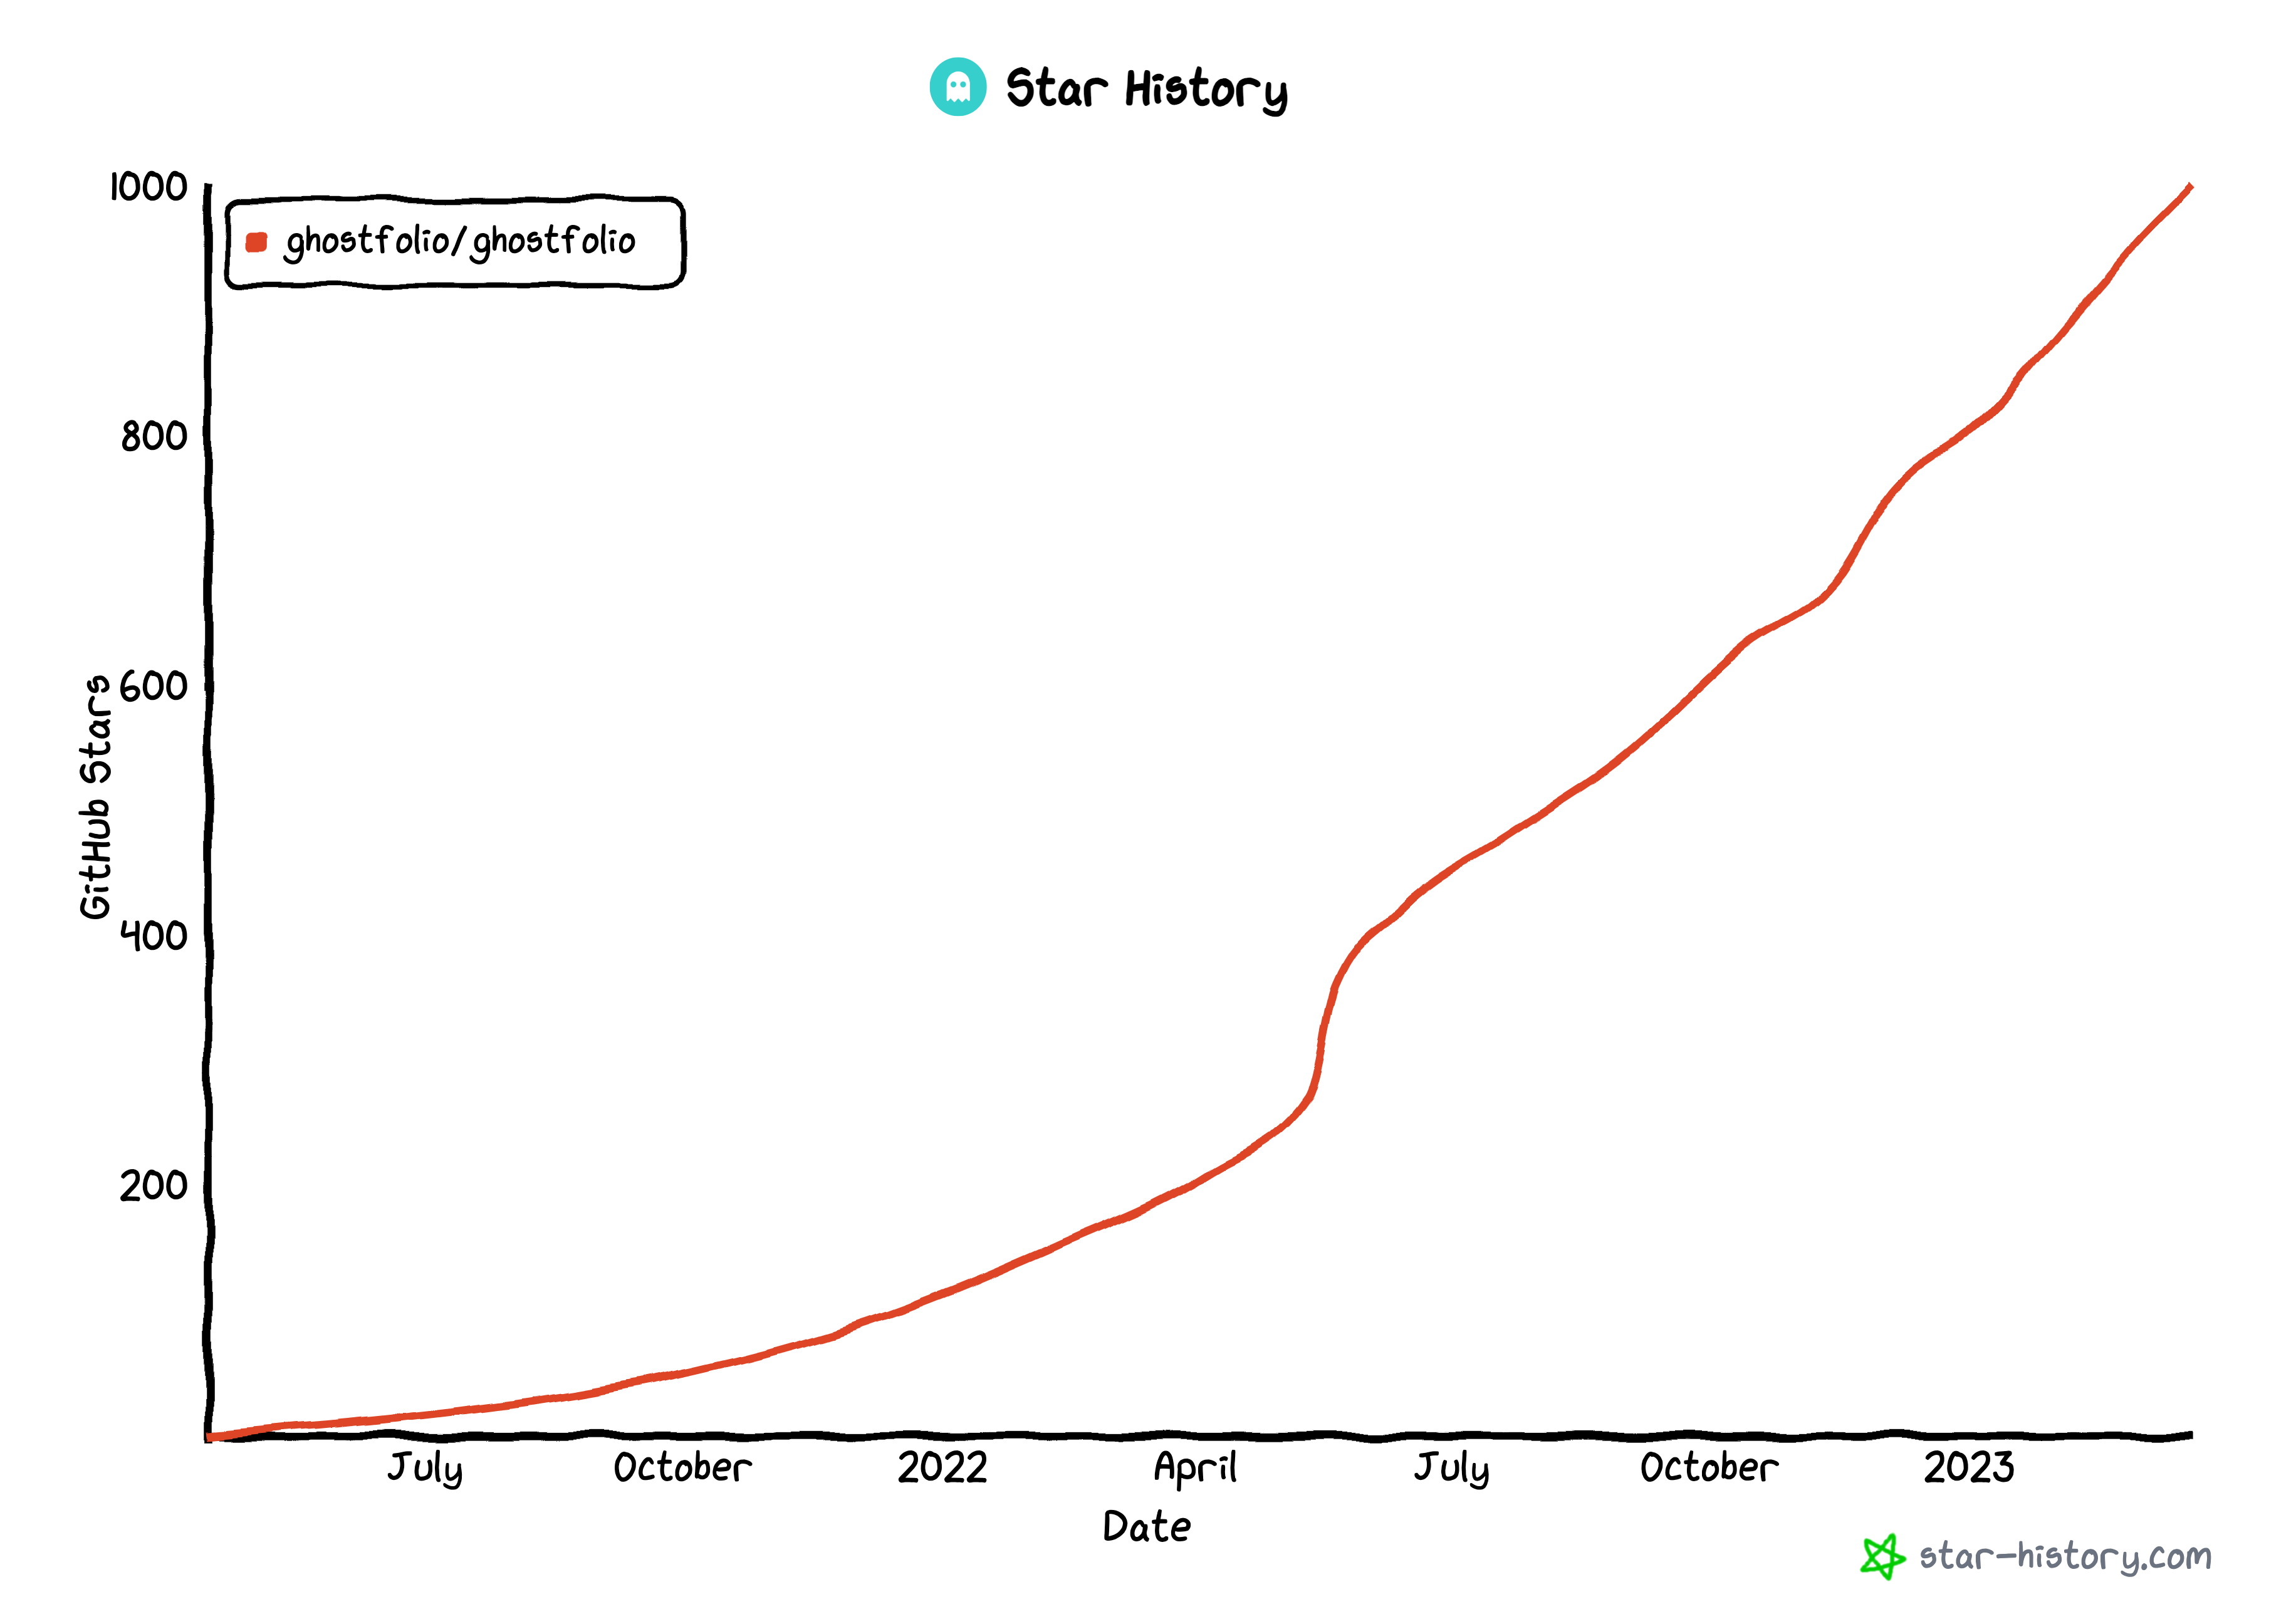 Star History
ghostfolio/ghostfolio
1000
800
600
400
200
GitHub Stars
July
October
2022
April
July
October
2023
Date
star-history.com